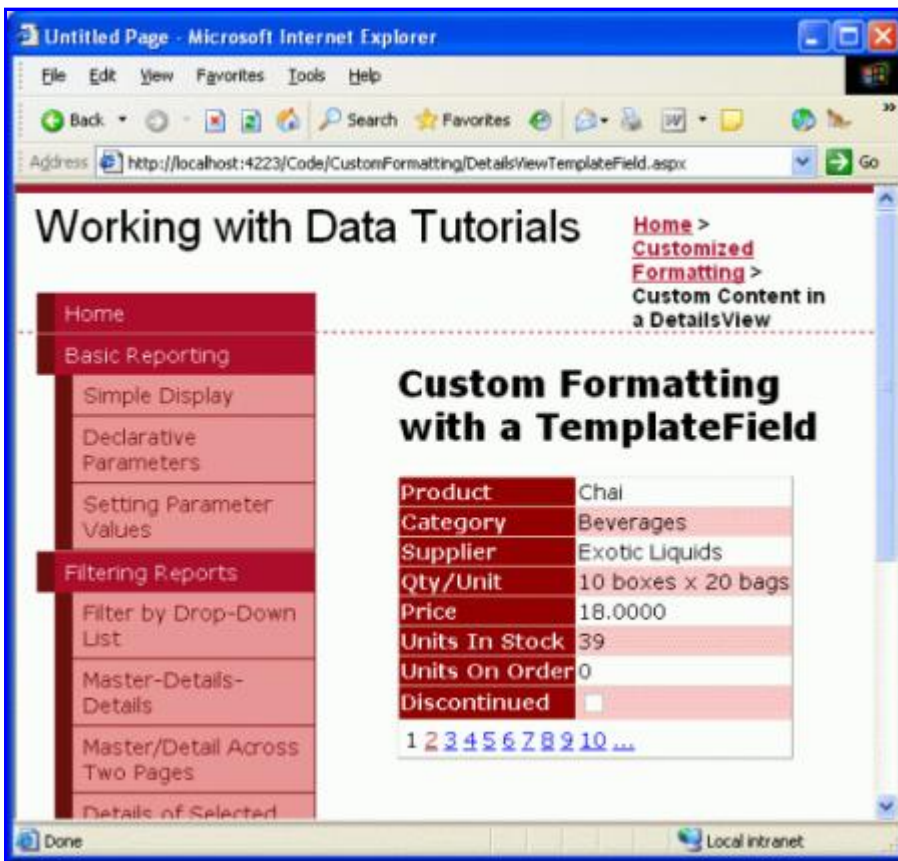 Untitled Page - Microsoft Internet Explorer
File Edit View Favorites Tools Help
Back Search Favorites
Address http://localhost:4223/Code/CustomFormatting/DetailsViewTemplateField.aspx Go
Working with Data Tutorials
Home >
Customized
Formatting >
Custom Content in
a DetailsView
Home
Basic Reporting
Simple Display
Declarative
Parameters
Setting Parameter
Values
Filtering Reports
Filter by Drop-Down
List
Master-Details-
Details
Master/Detail Across
Two Pages
Details of Selected
Custom Formatting
with a TemplateField
Product Chai
Category Beverages
Supplier Exotic Liquids
Qty/Unit 10 boxes x 20 bags
Price 18.0000
Units In Stock 39
Units On Order 0
Discontinued
1 2 3 4 5 6 7 8 9 10 ...
Done Local intranet